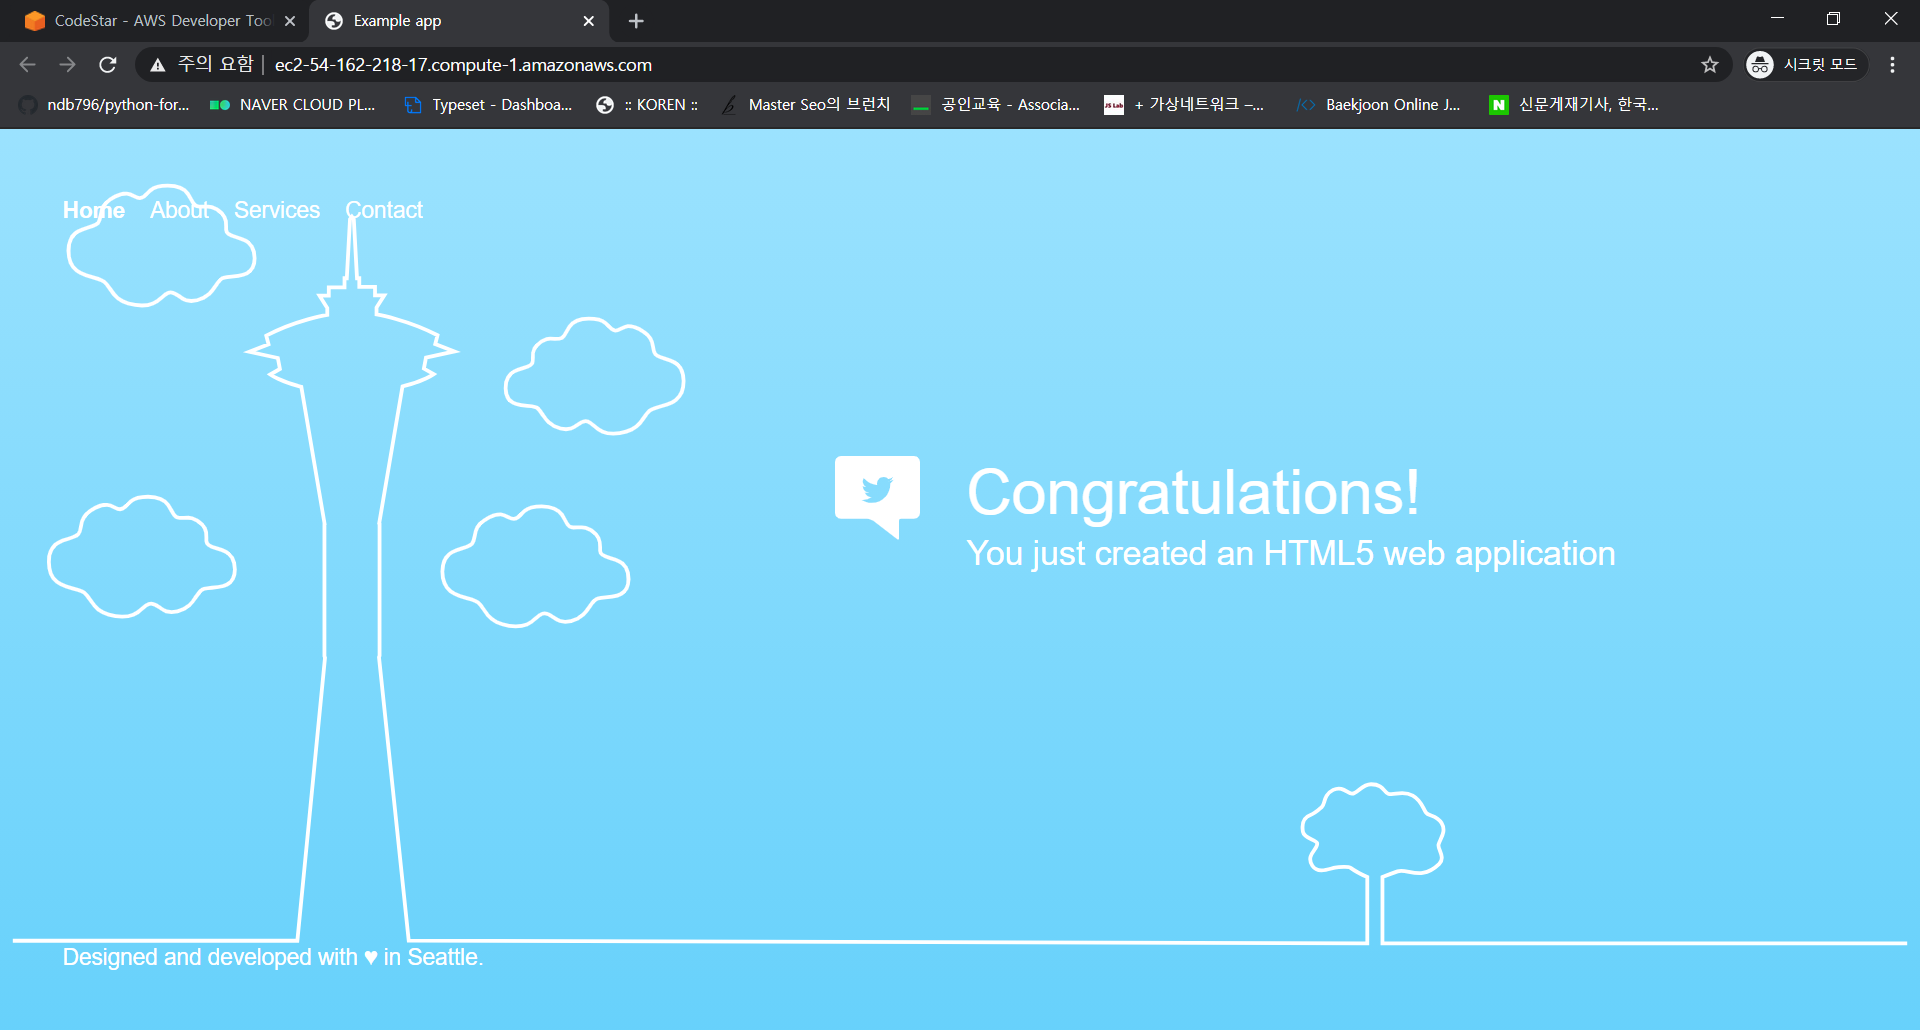 CodeStar - AWS Developer Too
Example app
주의 요함 | ec2-54-162-218-17.compute-1.amazonaws.com
시크릿 모드
ndb796/python-for...
NAVER CLOUD PL...
Typeset - Dashboa...
:: KOREN ::
Master Seo의 브런치
공인교육 - Associa...
JS Lab
+ 가상네트워크 –...
Baekjoon Online J...
N
신문게재기사, 한국...
Home About Services Contact
Congratulations!
You just created an HTML5 web application
Designed and developed with ♥ in Seattle.